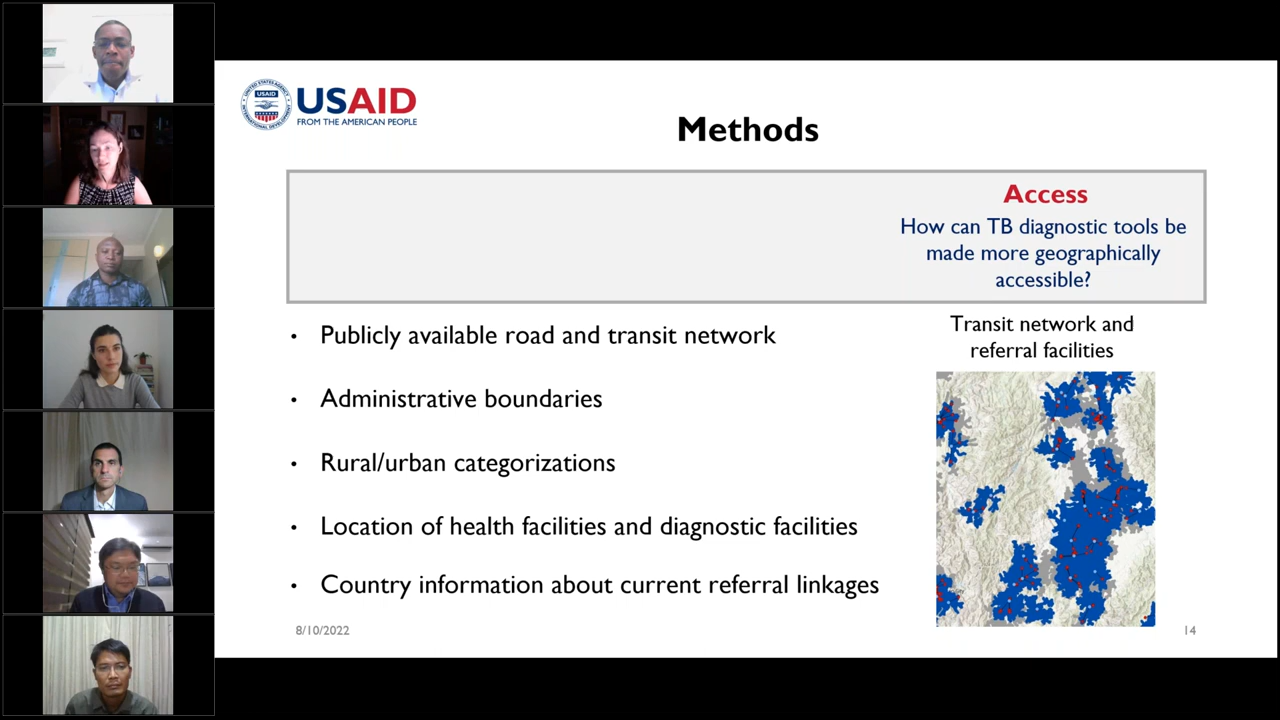 USAID
FROM THE AMERICAN PEOPLE
Methods
Access
How can TB diagnostic tools be
made more geographically
accessible?
• Publicly available road and transit network
• Administrative boundaries
• Rural/urban categorizations
• Location of health facilities and diagnostic facilities
• Country information about current referral linkages
Transit network and
referral facilities
8/10/2022
14